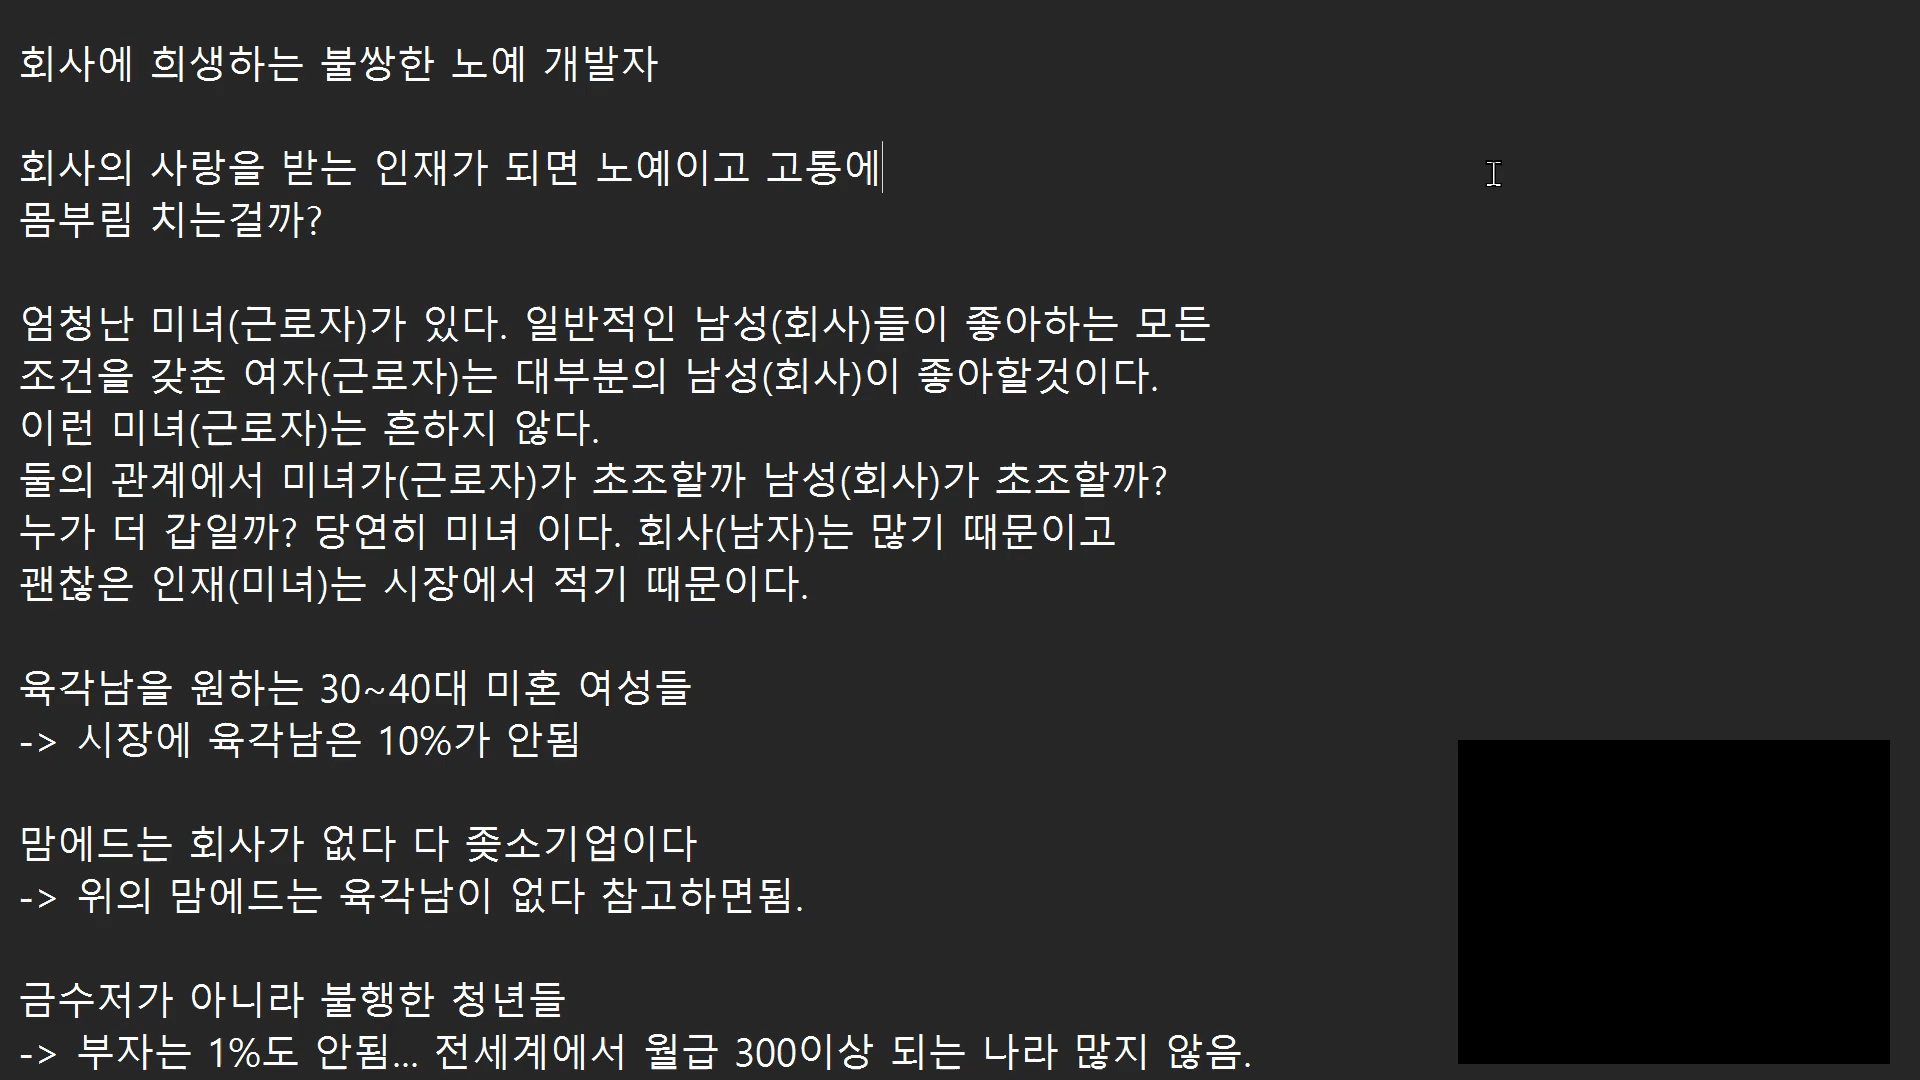 회사에 희생하는 불쌍한 노예 개발자
회사의 사랑을 받는 인재가 되면 노예이고 고통에
몸부림 치는걸까?
엄청난 미녀(근로자)가 있다. 일반적인 남성(회사)들이 좋아하는 모든
조건을 갖춘 여자(근로자)는 대부분의 남성(회사)이 좋아할것이다.
이런 미녀(근로자)는 흔하지 않다.
둘의 관계에서 미녀가(근로자)가 초조할까 남성(회사)가 초조할까?
누가 더 갑일까? 당연히 미녀 이다. 회사(남자)는 많기 때문이고
괜찮은 인재(미녀)는 시장에서 적기 때문이다.
육각남을 원하는 30~40대 미혼 여성들
-> 시장에 육각남은 10%가 안됨
맘에드는 회사가 없다 다 좆소기업이다
-> 위의 맘에드는 육각남이 없다 참고하면됨.
금수저가 아니라 불행한 청년들
-> 부자는 1%도 안됨... 전세계에서 월급 300이상 되는 나라 많지 않음.